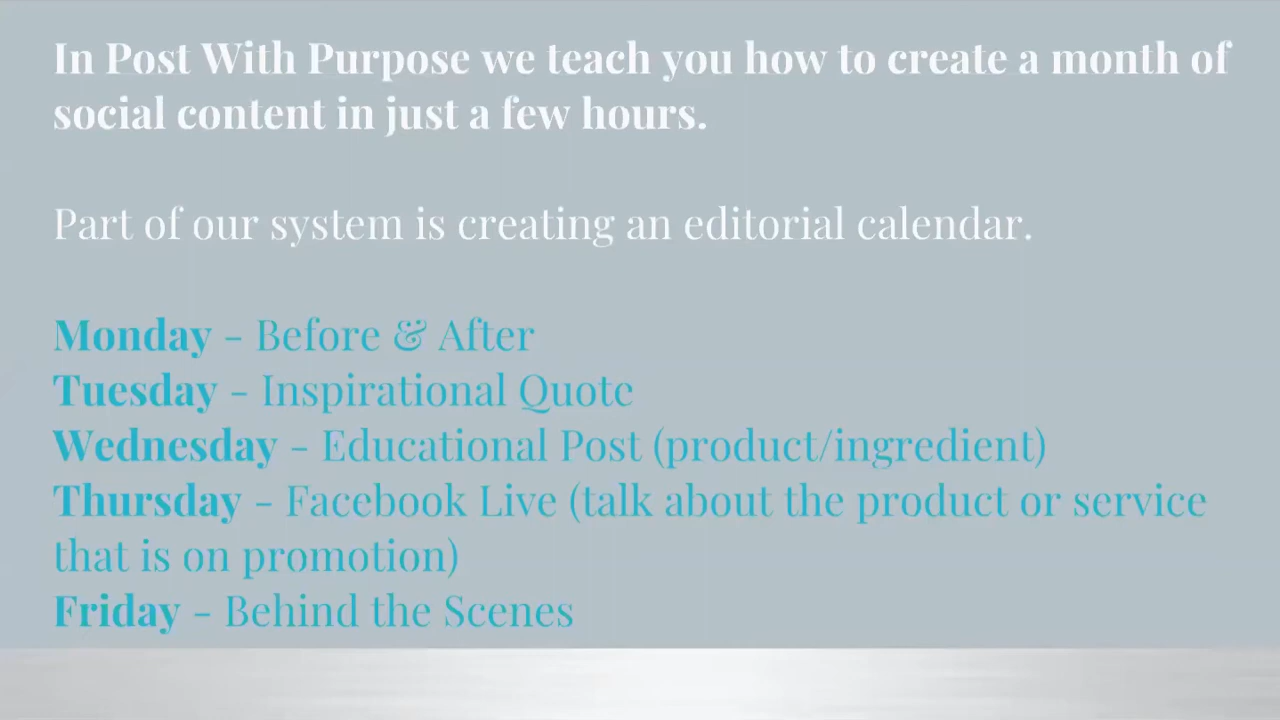 In Post With Purpose we teach you how to create a month of
social content in just a few hours.
Part of our system is creating an editorial calendar.
Monday - Before & After
Tuesday - Inspirational Quote
Wednesday - Educational Post (product/ingredient)
Thursday - Facebook Live (talk about the product or service
that is on promotion)
Friday - Behind the Scenes